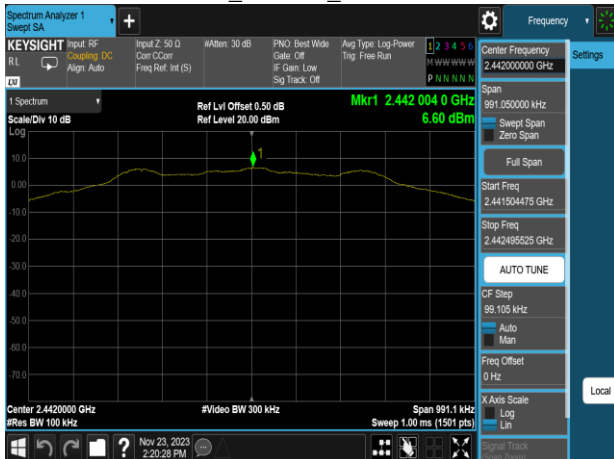 Spectrum Analyzer 1
Swept SA
+
Frequency
KEYSIGHT
RL
LXI
Input: RF
Coupling: DC
Align: Auto
Input Z: 50 Ω
Corr CCorr
Freq Ref: Int (S)
#Atten: 30 dB
PNO: Best Wide
Gate: Off
IF Gain: Low
Sig Track: Off
Avg Type: Log-Power
Trig: Free Run
1 2 3 4 5 6
M W W W W W
P N N N N N
1 Spectrum
Scale/Div 10 dB
Log
Ref Lvl Offset 0.50 dB
Ref Level 20.00 dBm
Mkr1 2.442 004 0 GHz
6.60 dBm
1
10.0
0.00
-10.0
-20.0
-30.0
-40.0
-50.0
-60.0
-70.0
Center 2.4420000 GHz
#Res BW 100 kHz
#Video BW 300 kHz
Span 991.1 kHz
Sweep 1.00 ms (1501 pts)
Nov 23, 2023
2:20:28 PM
Center Frequency
2.442000000 GHz
Span
991.050000 kHz
Swept Span
Zero Span
Full Span
Start Freq
2.441504475 GHz
Stop Freq
2.442495525 GHz
AUTO TUNE
CF Step
99.105 kHz
Auto
Man
Freq Offset
0 Hz
X Axis Scale
Log
Lin
Signal Track
(Span Zoom)
Settings
Local